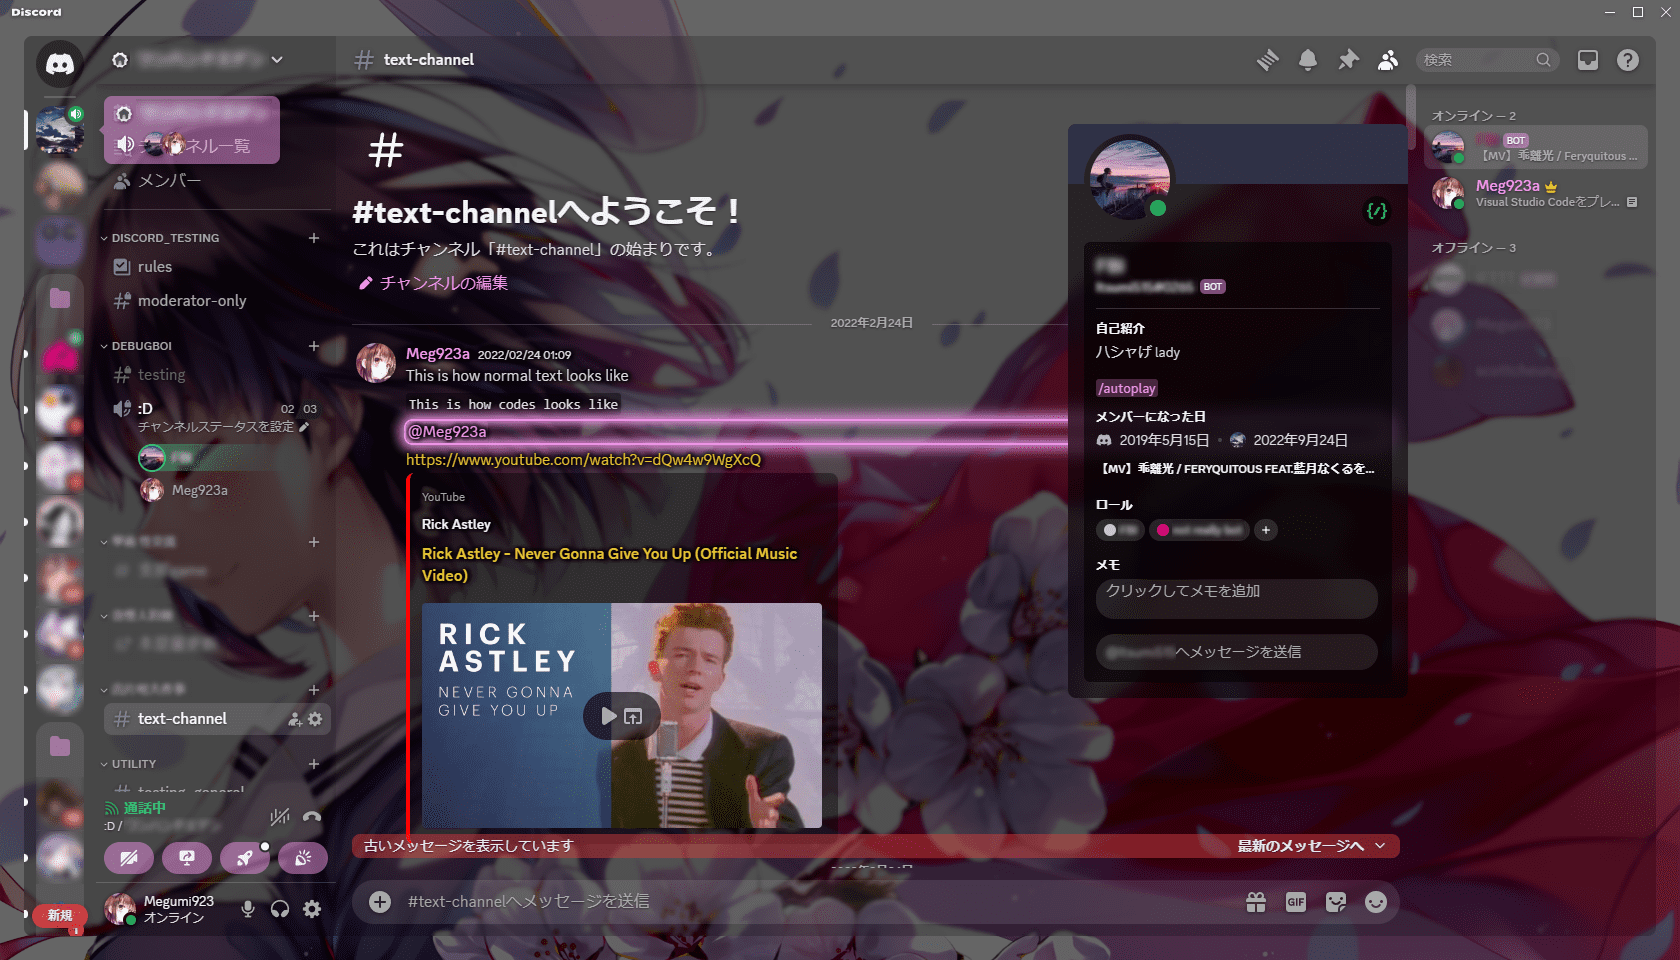 Discord
text-channel
検索
ネル一覧
メンバー
DISCORD_TESTING
rules
moderator-only
DEBUGBOI
testing
:D
02 03
チャンネルステータスを設定
Meg923a
text-channel
UTILITY
testing_general
通話中
:D /
Megumi923
オンライン
新規
1
#text-channelへようこそ！
これはチャンネル「#text-channel」の始まりです。
チャンネルの編集
2022年2月24日
Meg923a 2022/02/24 01:09
This is how normal text looks like
This is how codes looks like
@Meg923a
https://www.youtube.com/watch?v=dQw4w9WgXcQ
YouTube
Rick Astley
Rick Astley - Never Gonna Give You Up (Official Music
Video)
RICK
ASTLEY
NEVER GONNA
GIVE YOU UP
古いメッセージを表示しています
最新のメッセージへ
#text-channelへメッセージを送信
GIF
BOT
自己紹介
ハシャげ lady
/autoplay
メンバーになった日
2019年5月15日 • 2022年9月24日
【MV】乖離光 / FERYQUITOUS FEAT.藍月なくるを...
ロール
+
メモ
クリックしてメモを追加
へメッセージを送信
オンライン — 2
BOT
【MV】乖離光 / Feryquitous ...
Meg923a
Visual Studio Codeをプレ...
オフライン — 3